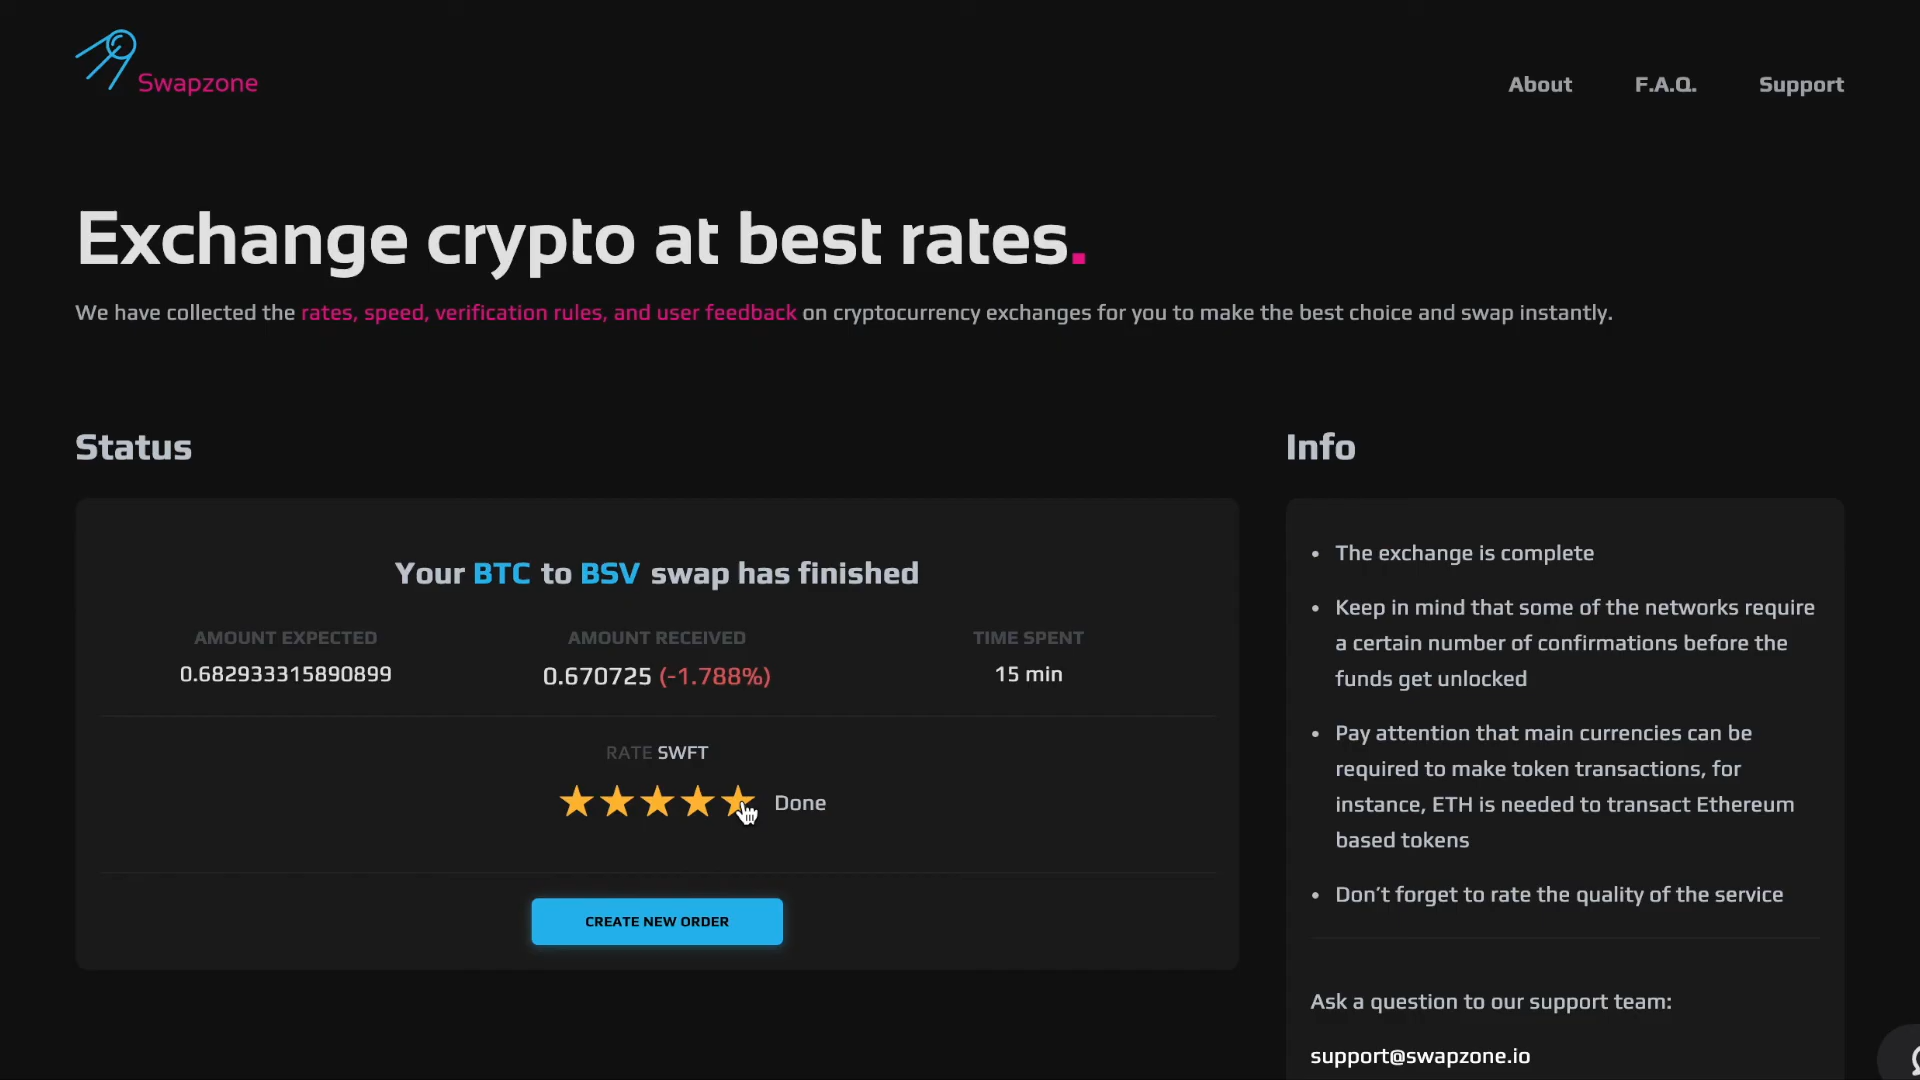 Swapzone
About
F.A.Q.
Support
Exchange crypto at best rates.
We have collected the rates, speed, verification rules, and user feedback on cryptocurrency exchanges for you to make the best choice and swap instantly.
Status
Your BTC to BSV swap has finished
AMOUNT EXPECTED
0.682933315890899
AMOUNT RECEIVED
0.670725 (-1.788%)
TIME SPENT
15 min
RATE SWFT
Done
CREATE NEW ORDER
Info
The exchange is complete
Keep in mind that some of the networks require
a certain number of confirmations before the
funds get unlocked
Pay attention that main currencies can be
required to make token transactions, for
instance, ETH is needed to transact Ethereum
based tokens
Don’t forget to rate the quality of the service
Ask a question to our support team:
support@swapzone.io